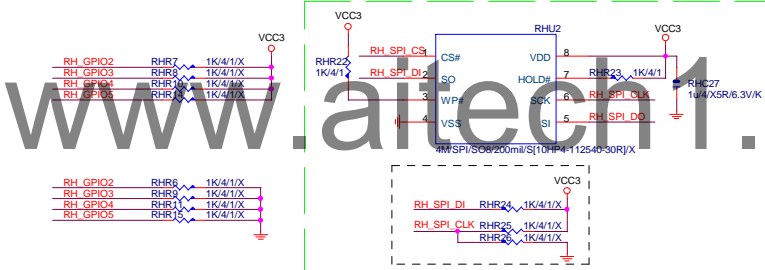 VCC3
RH_GPIO2 RHR7 1K/4/1/X
RH_GPIO3 RHR8 1K/4/1/X
RH_GPIO4 RHR10 1K/4/1/X
RH_GPIO5 RHR14 1K/4/1/X
RH_GPIO2 RHR6 1K/4/1/X
RH_GPIO3 RHR9 1K/4/1/X
RH_GPIO4 RHR11 1K/4/1/X
RH_GPIO5 RHR15 1K/4/1/X
VCC3
RHR22
1K/4/1
RHU2
RH_SPI_CS 1 CS# VDD 8
RH_SPI_DI 2 SO HOLD# 7 RHR23 1K/4/1
3 WP# SCK 6 RH_SPI_CLK
4 VSS SI 5 RH_SPI_DO
VCC3
RHC27
1u/4/X5R/6.3V/K
4M/SPI/SO8/200mil/S[10HP4-112540-30R]/X
VCC3
RH_SPI_DI RHR24 1K/4/1/X
RH_SPI_CLK RHR25 1K/4/1/X
RHR26 1K/4/1/X
www.aitech1.